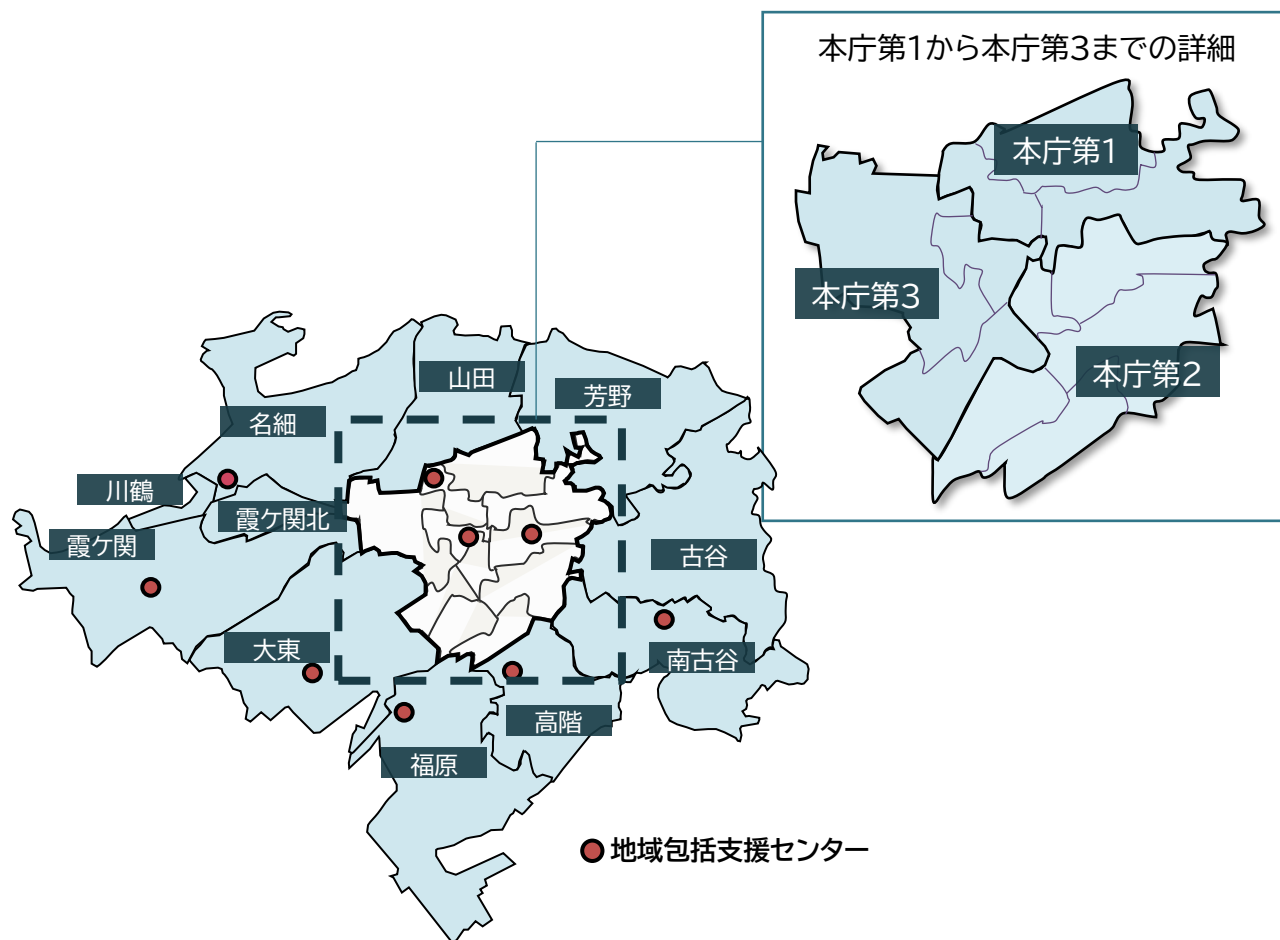 本庁第1から本庁第3までの詳細
本庁第1
本庁第3
本庁第2
山田
芳野
名細
川鶴
霞ケ関北
霞ケ関
古谷
大東
南古谷
高階
福原
地域包括支援センター